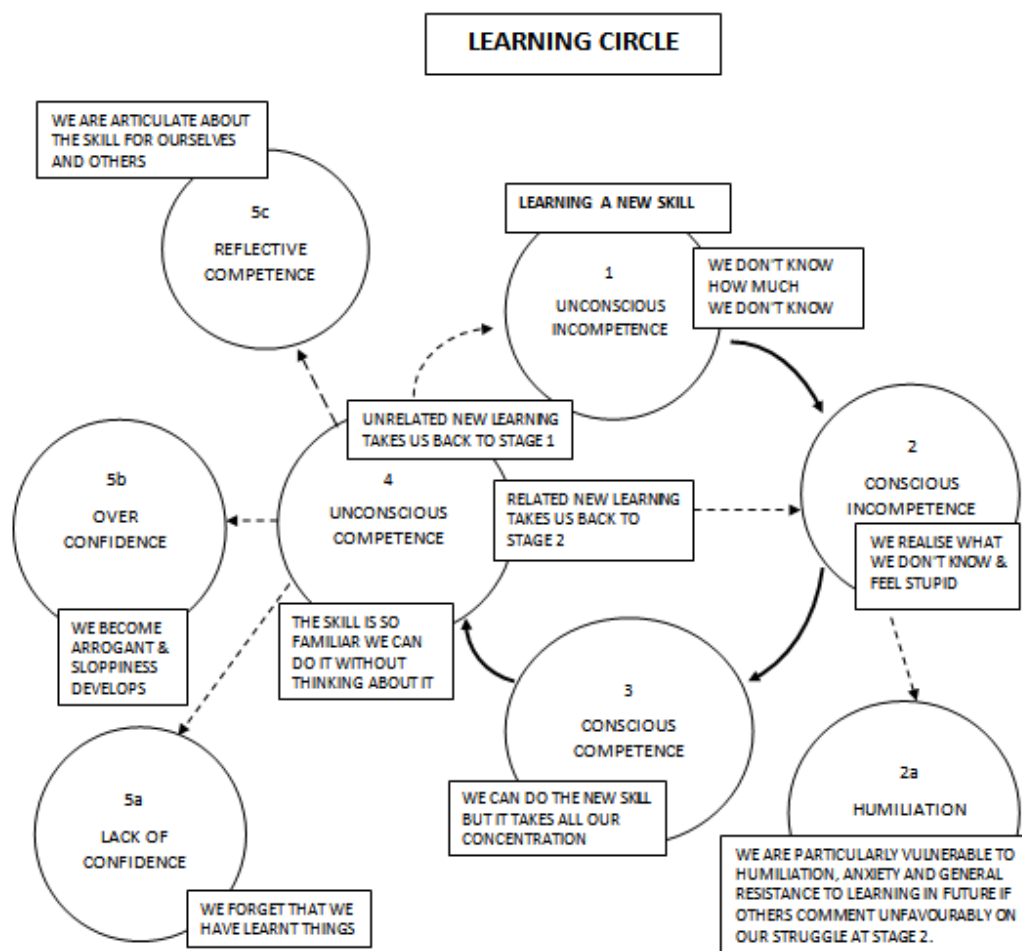 LEARNING CIRCLE
WE ARE ARTICULATE ABOUT
THE SKILL FOR OURSELVES
AND OTHERS
5c
REFLECTIVE
COMPETENCE
LEARNING A NEW SKILL
1
UNCONSCIOUS
INCOMPETENCE
WE DON'T KNOW
HOW MUCH
WE DON'T KNOW
UNRELATED NEW LEARNING
TAKES US BACK TO STAGE 1
2
CONSCIOUS
INCOMPETENCE
WE REALISE WHAT
WE DON'T KNOW &
FEEL STUPID
5b
OVER
CONFIDENCE
WE BECOME
ARROGANT &
SLOPPINESS
DEVELOPS
4
UNCONSCIOUS
COMPETENCE
RELATED NEW LEARNING
TAKES US BACK TO
STAGE 2
THE SKILL IS SO
FAMILIAR WE CAN
DO IT WITHOUT
THINKING ABOUT IT
3
CONSCIOUS
COMPETENCE
WE CAN DO THE NEW SKILL
BUT IT TAKES ALL OUR
CONCENTRATION
2a
HUMILIATION
WE ARE PARTICULARLY VULNERABLE TO
HUMILIATION, ANXIETY AND GENERAL
RESISTANCE TO LEARNING IN FUTURE IF
OTHERS COMMENT UNFAVOURABLY ON
OUR STRUGGLE AT STAGE 2.
5a
LACK OF
CONFIDENCE
WE FORGET THAT WE
HAVE LEARNT THINGS